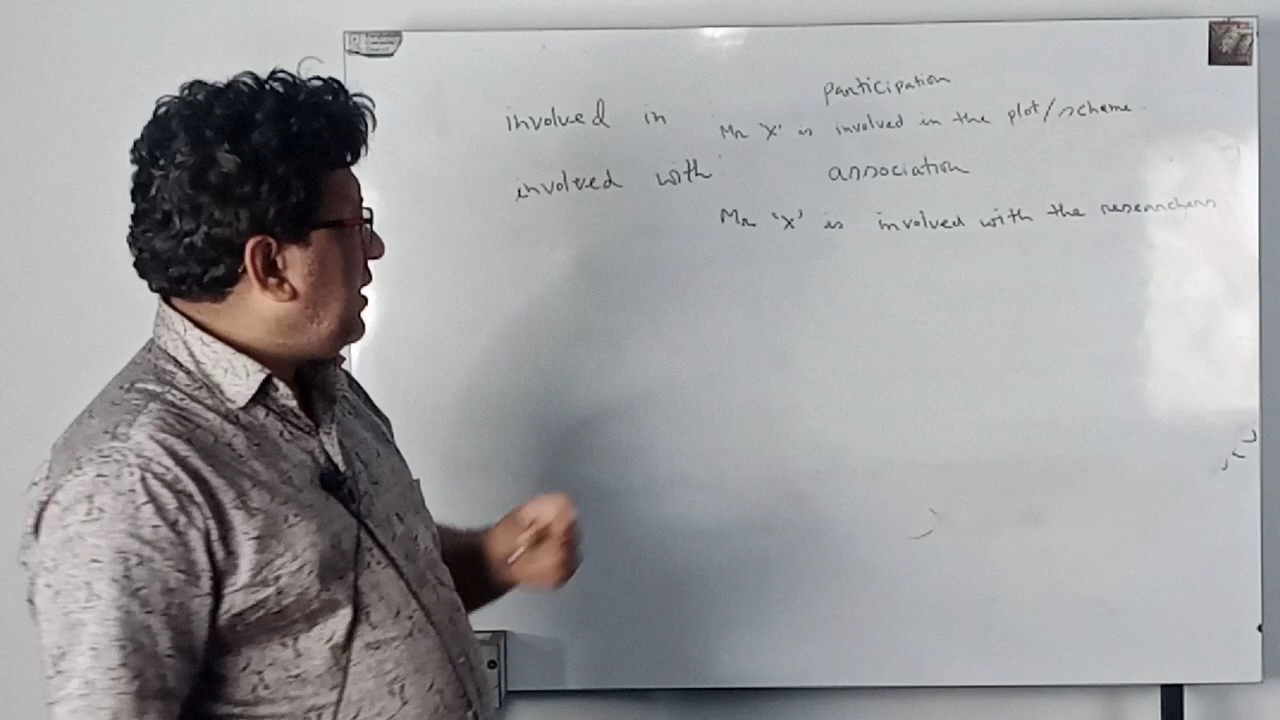 participation
involved in Mr 'X' is involved in the plot/scheme.
involved with association
Mr 'X' is involved with the researchers